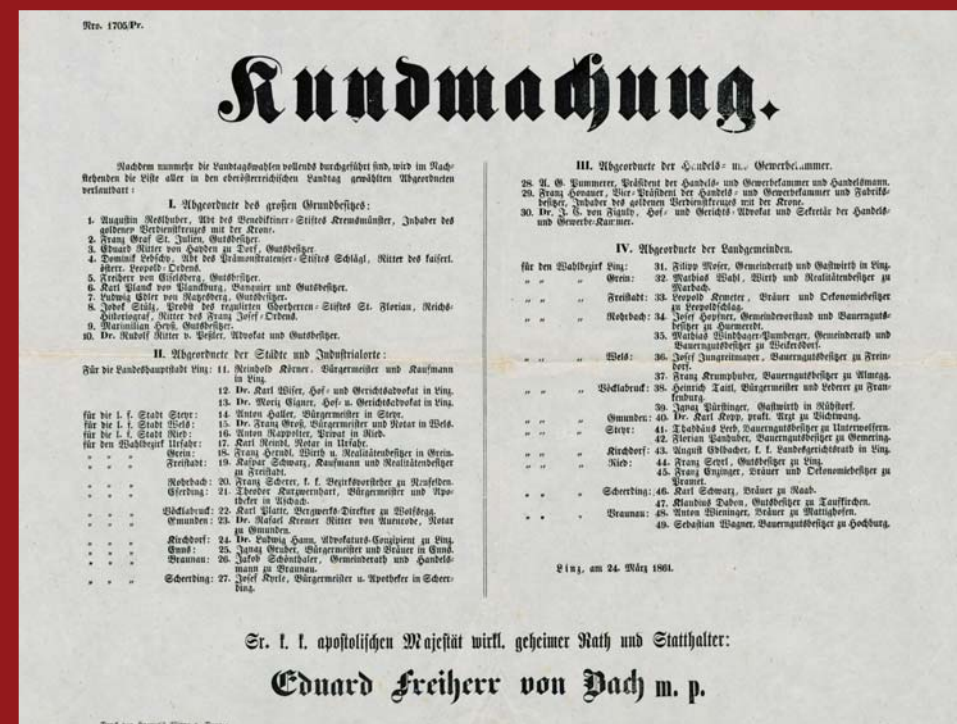 Nro. 1705/Pr.
Kundmachung.
Nachdem nunmehr die Landtagswahlen vollends durchgeführt sind, wird im Nach-
stehenden die Liste aller in den oberösterreichischen Landtag gewählten Abgeordneten
verlautbart:
I. Abgeordnete des großen Grundbesitzes:
1. Augustin Reslhuber, Abt des Benediktiner-Stiftes Kremsmünster, Inhaber des
goldenen Verdienstkreuzes mit der Krone.
2. Franz Graf St. Julien, Gutsbesitzer.
3. Eduard Ritter von Hayden zu Dorf, Gutsbesitzer.
4. Dominik Lebschy, Abt des Prämonstratenser-Stiftes Schlägl, Ritter des kaiserl.
österr. Leopold-Ordens.
5. Freiherr von Eiselsberg, Gutsbesitzer.
6. Karl Planck von Planckburg, Banquier und Gutsbesitzer.
7. Ludwig Edler von Rayesberg, Gutsbesitzer.
8. Jodok Stülz, Probst des regulirten Chorherren-Stiftes St. Florian, Reichs-
Historiograf, Ritter des Franz Josef-Ordens.
9. Maximilian Heyß, Gutsbesitzer.
10. Dr. Rudolf Ritter v. Peßler, Advokat und Gutsbesitzer.
II. Abgeordnete der Städte und Industrialorte:
Für die Landeshauptstadt Linz: 11. Reinhold Körner, Bürgermeister und Kaufmann
in Linz.
12. Dr. Karl Wiser, Hof- und Gerichtsadvokat in Linz.
13. Dr. Moriz Eigner, Hof- u. Gerichtsadvokat in Linz.
für die l. f. Stadt Steyr: 14. Anton Haller, Bürgermeister in Steyr.
für die l. f. Stadt Wels: 15. Dr. Franz Groß, Bürgermeister und Notar in Wels.
für die l. f. Stadt Ried: 16. Anton Rappolter, Privat in Ried.
für den Wahlbezirk Urfahr: 17. Karl Reindl, Notar in Urfahr.
" " " Grein: 18. Franz Herndl, Wirth u. Realitätenbesitzer in Grein.
" " " Freistadt: 19. Kaspar Schwarz, Kaufmann und Realitätenbesitzer
zu Freistadt.
" " " Rohrbach: 20. Franz Scherer, k. k. Bezirksvorsteher zu Neufelden.
" " " Eferding: 21. Theodor Kurzwernhart, Bürgermeister und Apo-
theker in Aschach.
" " " Vöcklabruck: 22. Karl Platte, Bergwerks-Direktor zu Wolfsegg.
" " " Gmunden: 23. Dr. Rafael Kremer Ritter von Auenrode, Notar
zu Gmunden.
" " " Kirchdorf: 24. Dr. Ludwig Hann, Advokaturs-Conzipient zu Linz.
" " " Enns: 25. Ignaz Gruber, Bürgermeister und Bräuer in Enns.
" " " Braunau: 26. Jakob Schönthaler, Gemeinderath und Handels-
mann zu Braunau.
" " " Scheerding: 27. Josef Kyrle, Bürgermeister u. Apotheker in Scheer-
ding.
III. Abgeordnete der Handels- und Gewerbekammer.
28. A. G. Pummerer, Präsident der Handels- und Gewerbekammer und Handelsmann.
29. Franz Honauer, Vice-Präsident der Handels- und Gewerbekammer und Fabriks-
besitzer, Inhaber des goldenen Verdienstkreuzes mit der Krone.
30. Dr. J. C. von Figuly, Hof- und Gerichts-Advokat und Sekretär der Handels-
und Gewerbe-Kammer.
IV. Abgeordnete der Landgemeinden.
für den Wahlbezirk Linz: 31. Filipp Moser, Gemeinderath und Gastwirth in Linz.
" " " Grein: 32. Mathias Wahl, Wirth und Realitätenbesitzer zu
Marbach.
" " " Freistadt: 33. Leopold Kemeter, Bräuer und Oekonomiebesitzer
zu Leopoldschlag.
" " " Rohrbach: 34. Josef Hopfner, Gemeindevorstand und Bauernguts-
besitzer zu Hurmeredt.
35. Mathias Windhager-Pumberger, Gemeinderath und
Bauerngutsbesitzer zu Weikersdorf.
" " " Wels: 36. Josef Jungreitmayer, Bauerngutsbesitzer zu Frein-
dorf.
37. Franz Krumphuber, Bauerngutsbesitzer zu Almegg.
" " " Vöcklabruck: 38. Heinrich Taitl, Bürgermeister und Lederer zu Fran-
kenburg.
39. Ignaz Pürstinger, Gastwirth in Rühstorf.
" " " Gmunden: 40. Dr. Karl Kopp, prakt. Arzt zu Vichtwang.
" " " Steyr: 41. Thaddäus Leeb, Bauerngutsbesitzer zu Unterwolfern.
42. Florian Panhuber, Bauerngutsbesitzer zu Gemering.
" " " Kirchdorf: 43. August Edlbacher, k. k. Landesgerichtsrath in Linz.
" " " Ried: 44. Franz Seyrl, Gutsbesitzer zu Linz.
45. Franz Enzinger, Bräuer und Oekonomiebesitzer zu
Pramet.
" " " Scheerding: 46. Karl Schwarz, Bräuer zu Raab.
47. Klaudius Dabon, Gutsbesitzer zu Taufkirchen.
" " " Braunau: 48. Anton Wieninger, Bräuer zu Mattighofen.
49. Sebastian Wagner, Bauerngutsbesitzer zu Hochburg.
Linz, am 24. März 1861.
Sr. k. k. apostolischen Majestät wirkl. geheimer Rath und Statthalter:
Eduard Freiherr von Bach m. p.